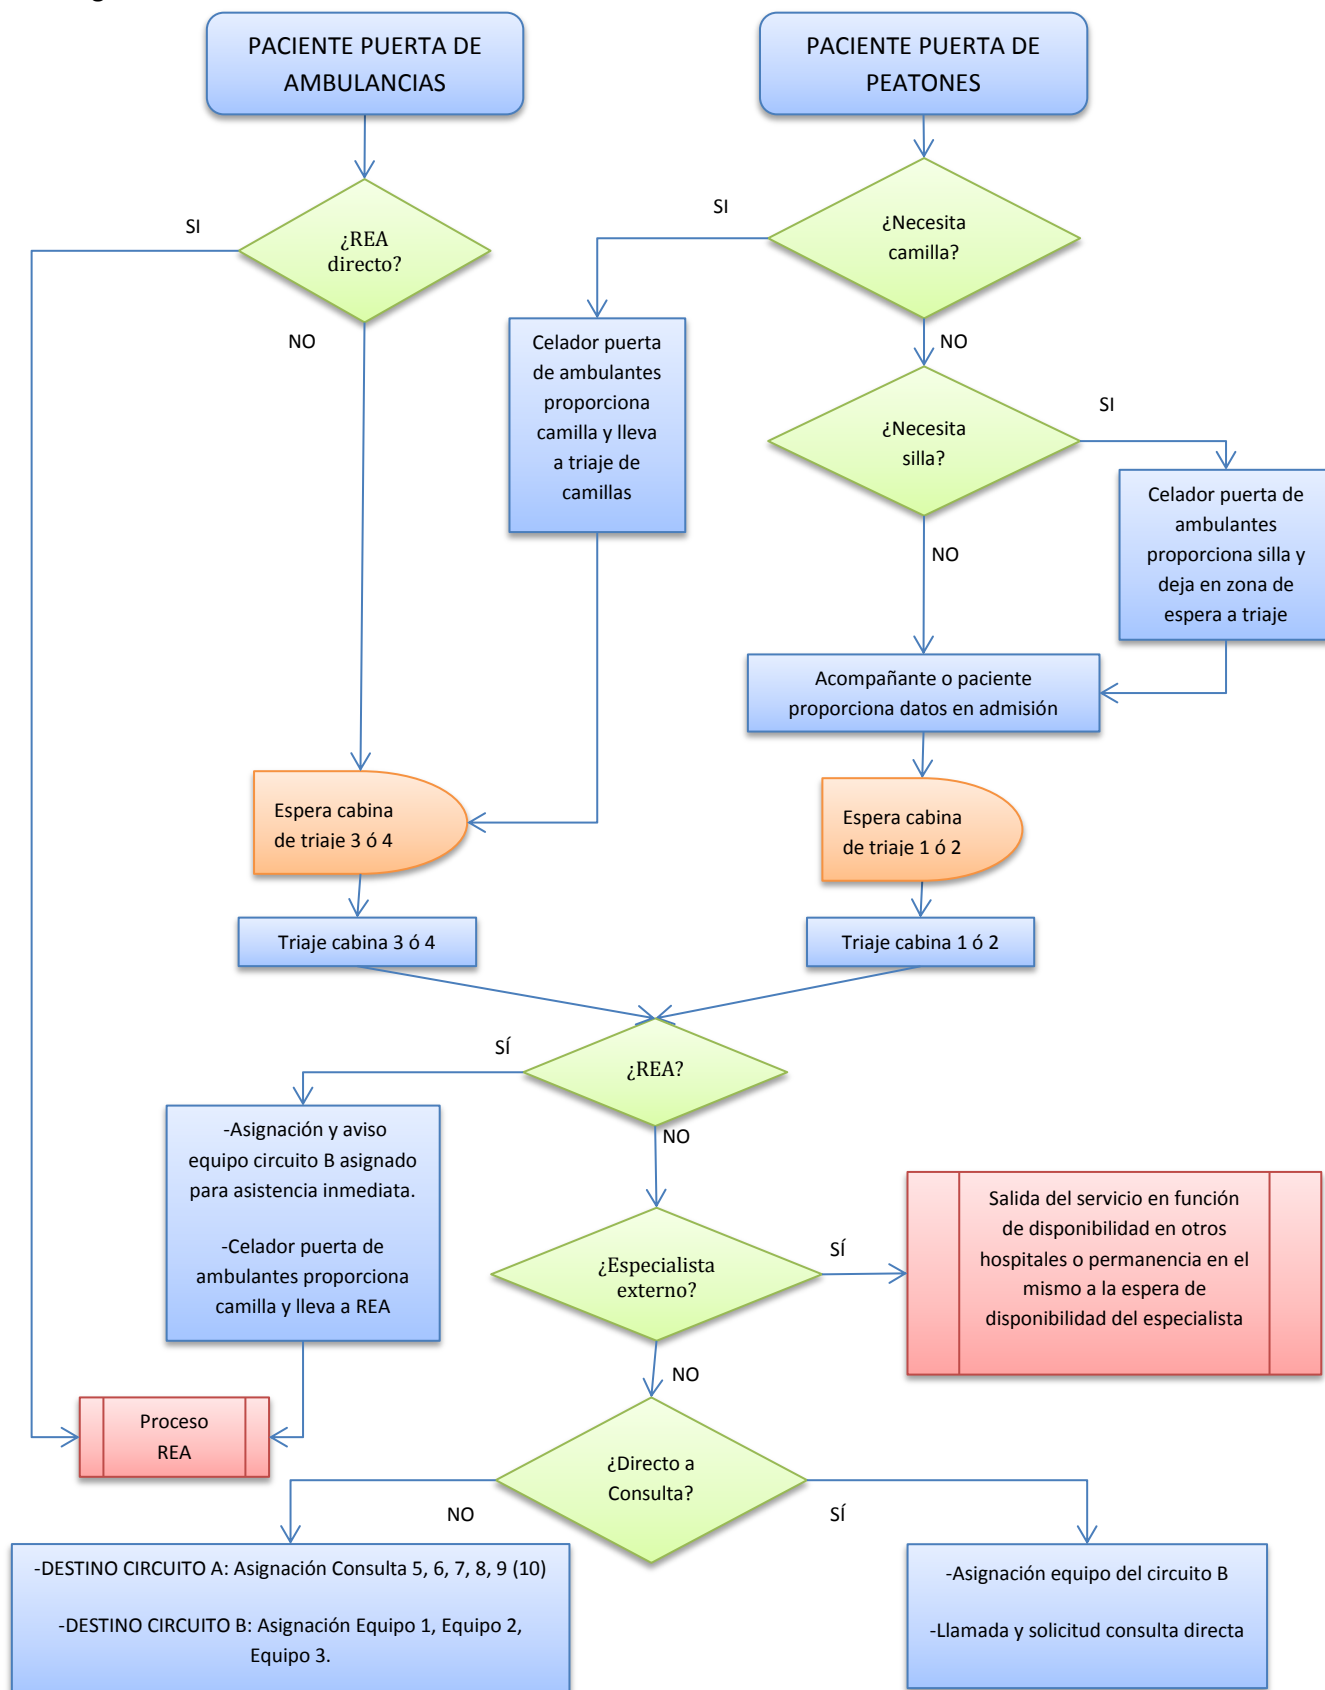 PACIENTE PUERTA DE
AMBULANCIAS
PACIENTE PUERTA DE
PEATONES
SI
¿REA
directo?
NO
SI
¿Necesita
camilla?
NO
Celador puerta
de ambulantes
proporciona
camilla y lleva
a triaje de
camillas
¿Necesita
silla?
SI
NO
Celador puerta de
ambulantes
proporciona silla y
deja en zona de
espera a triaje
Acompañante o paciente
proporciona datos en admisión
Espera cabina
de triaje 3 ó 4
Espera cabina
de triaje 1 ó 2
Triaje cabina 3 ó 4
Triaje cabina 1 ó 2
SÍ
¿REA?
NO
-Asignación y aviso
equipo circuito B asignado
para asistencia inmediata.
-Celador puerta de
ambulantes proporciona
camilla y lleva a REA
¿Especialista
externo?
SÍ
NO
Salida del servicio en función
de disponibilidad en otros
hospitales o permanencia en el
mismo a la espera de
disponibilidad del especialista
Proceso
REA
¿Directo a
Consulta?
NO
SÍ
-DESTINO CIRCUITO A: Asignación Consulta 5, 6, 7, 8, 9 (10)
-DESTINO CIRCUITO B: Asignación Equipo 1, Equipo 2,
Equipo 3.
-Asignación equipo del circuito B
-Llamada y solicitud consulta directa